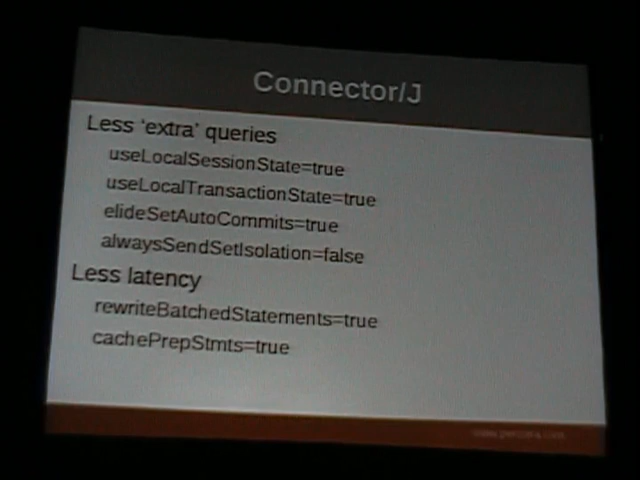 Connector/J
Less 'extra' queries
useLocalSessionState=true
useLocalTransactionState=true
elideSetAutoCommits=true
alwaysSendSetIsolation=false
Less latency
rewriteBatchedStatements=true
cachePrepStmts=true